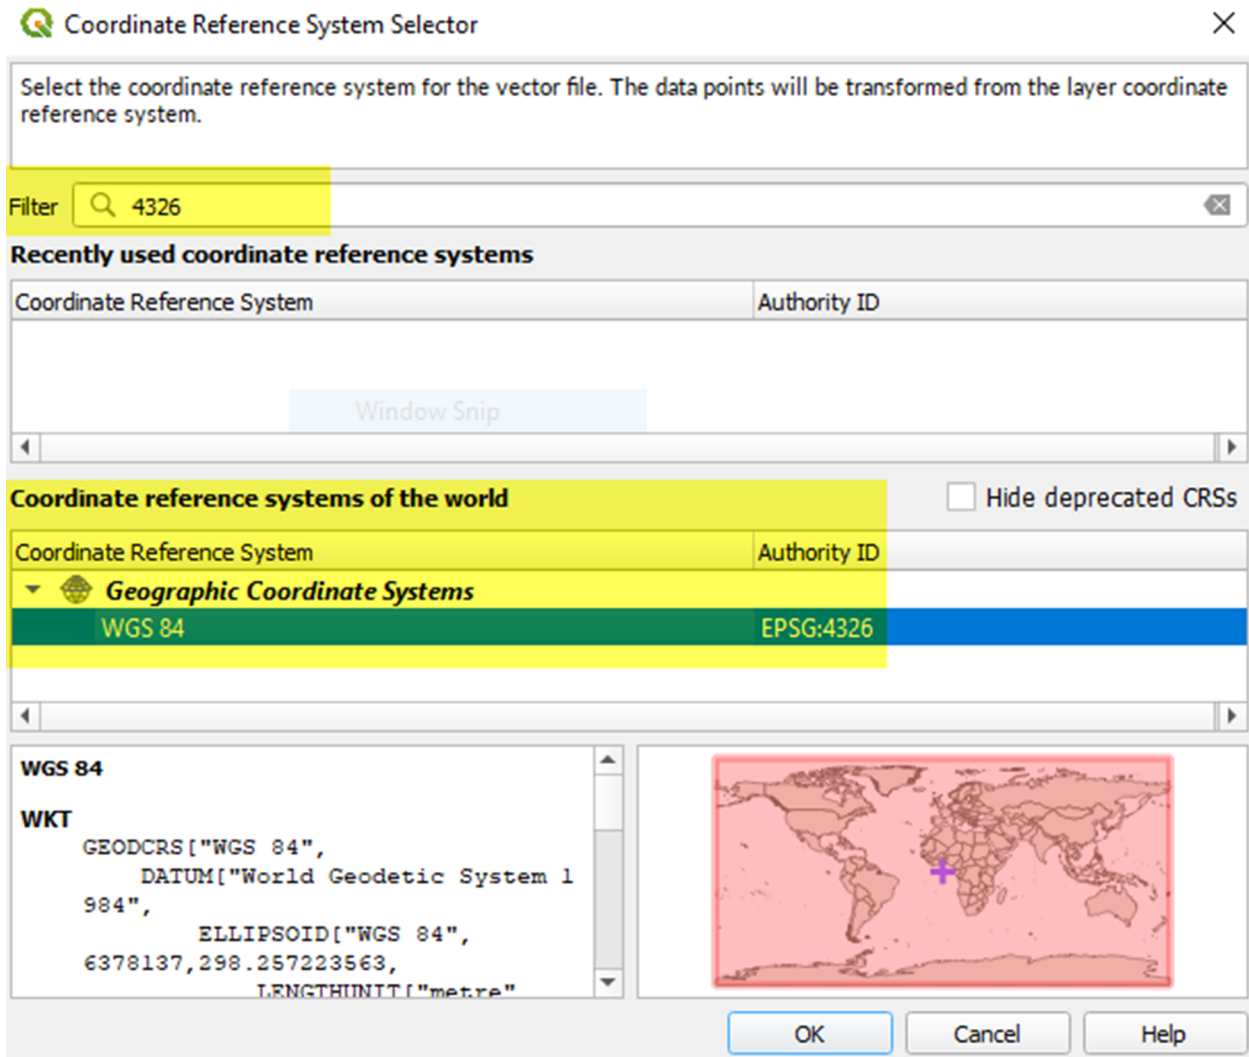 Coordinate Reference System Selector
Select the coordinate reference system for the vector file. The data points will be transformed from the layer coordinate
reference system.
Filter 4326
Recently used coordinate reference systems
Coordinate Reference System Authority ID
Window Snip
Coordinate reference systems of the world Hide deprecated CRSs
Coordinate Reference System Authority ID
Geographic Coordinate Systems
WGS 84 EPSG:4326
WGS 84
WKT
GEODCRS["WGS 84",
DATUM["World Geodetic System 1
984",
ELLIPSOID["WGS 84",
6378137,298.257223563,
LENGTHUNIT["metre"
OK Cancel Help